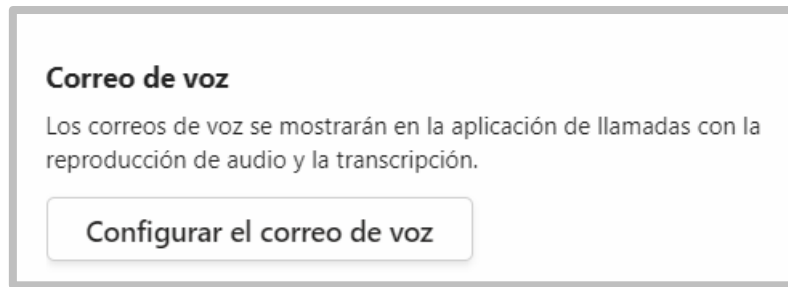 Correo de voz
Los correos de voz se mostrarán en la aplicación de llamadas con la
reproducción de audio y la transcripción.
Configurar el correo de voz